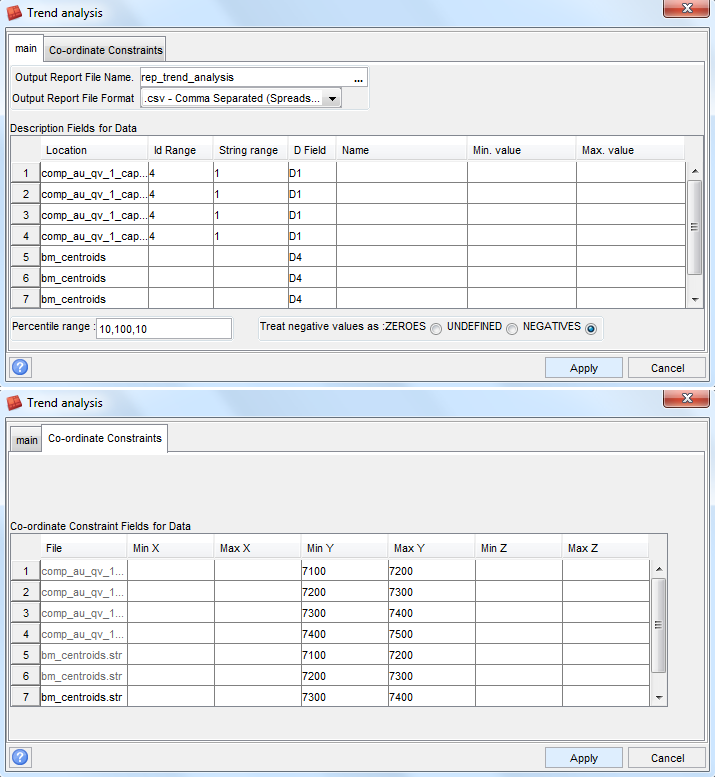 Trend analysis
main Co-ordinate Constraints
Output Report File Name. rep_trend_analysis ...
Output Report File Format .csv - Comma Separated (Spreads...
Description Fields for Data
Location Id Range String range D Field Name Min. value Max. value
1 comp_au_qv_1_cap... 4 1 D1
2 comp_au_qv_1_cap... 4 1 D1
3 comp_au_qv_1_cap... 4 1 D1
4 comp_au_qv_1_cap... 4 1 D1
5 bm_centroids D4
6 bm_centroids D4
7 bm_centroids D4
Percentile range : 10,100,10 Treat negative values as :ZEROES UNDEFINED NEGATIVES
? Apply Cancel
Trend analysis
main Co-ordinate Constraints
Co-ordinate Constraint Fields for Data
File Min X Max X Min Y Max Y Min Z Max Z
1 comp_au_qv_1... 7100 7200
2 comp_au_qv_1... 7200 7300
3 comp_au_qv_1... 7300 7400
4 comp_au_qv_1... 7400 7500
5 bm_centroids.str 7100 7200
6 bm_centroids.str 7200 7300
7 bm_centroids.str 7300 7400
? Apply Cancel